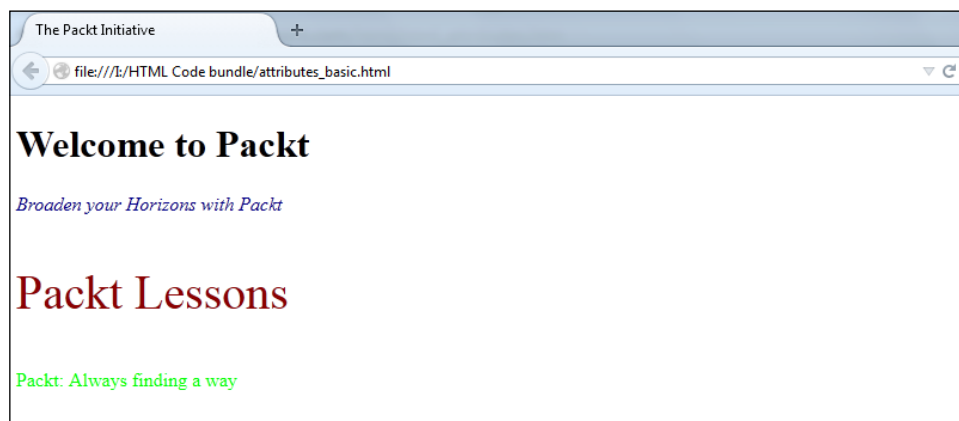 The Packt Initiative
file:///I:/HTML Code bundle/attributes_basic.html
Welcome to Packt
Broaden your Horizons with Packt
Packt Lessons
Packt: Always finding a way